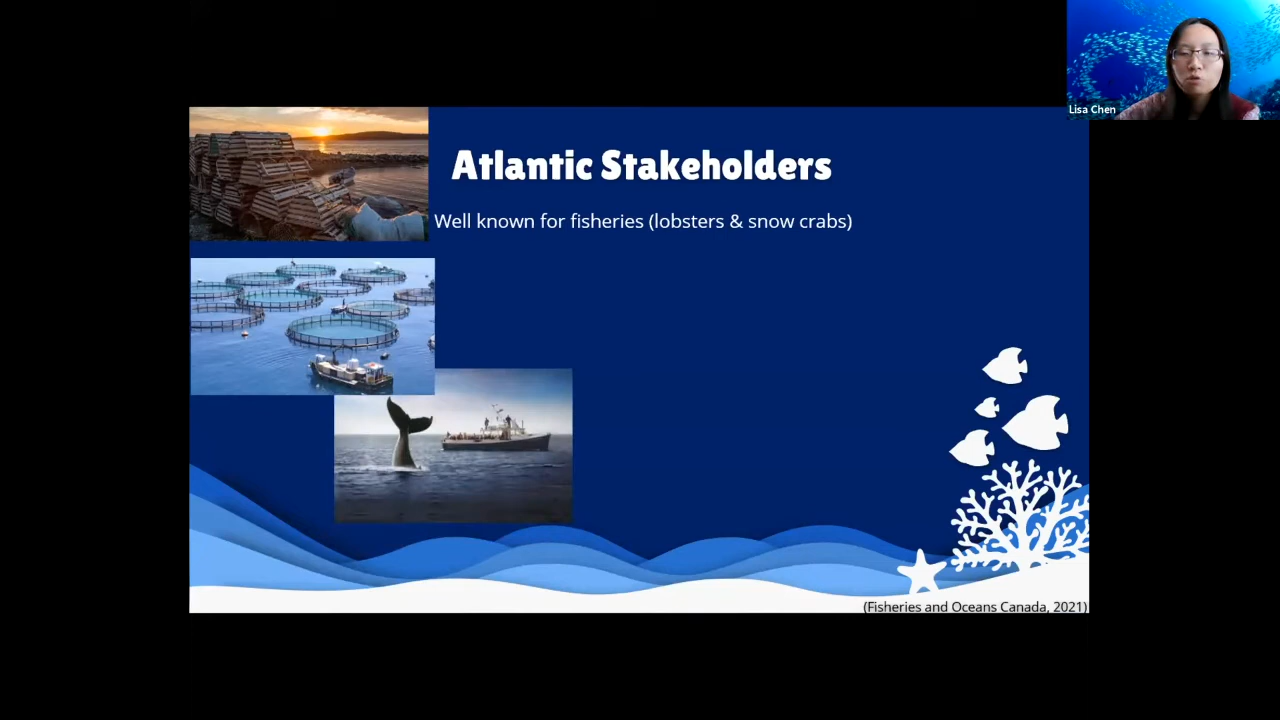 Lisa Chen
Atlantic Stakeholders
Well known for fisheries (lobsters & snow crabs)
(Fisheries and Oceans Canada, 2021)